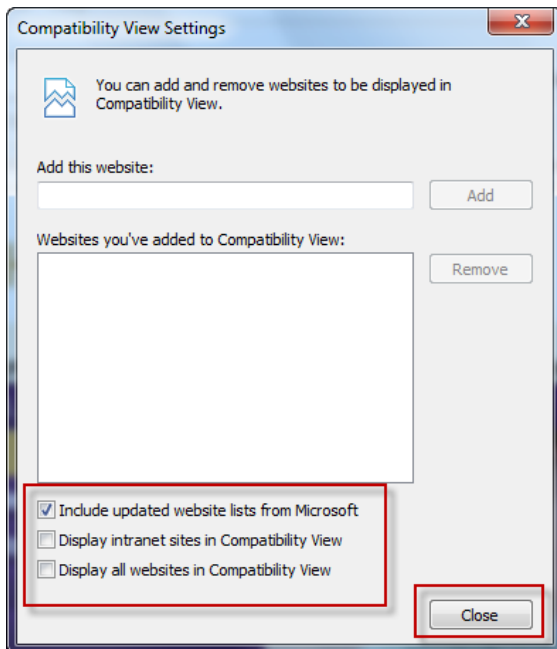 Compatibility View Settings
You can add and remove websites to be displayed in
Compatibility View.
Add this website:
Add
Websites you've added to Compatibility View:
Remove
Include updated website lists from Microsoft
Display intranet sites in Compatibility View
Display all websites in Compatibility View
Close